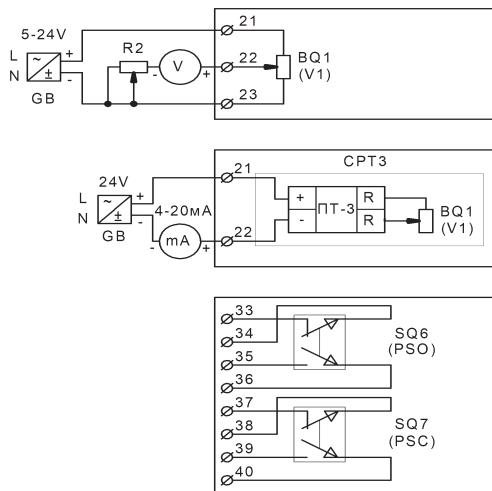 5-24V
L
N
~
±
GB
+
-
R2
-
V
+
21
22
23
BQ1
(V1)
24V
L
N
~
±
GB
+
-
4-20мА
mA
+
21
22
СРТ3
+
-
ПТ-3
R
R
BQ1
(V1)
33
34
35
36
37
38
39
40
SQ6
(PSO)
SQ7
(PSC)